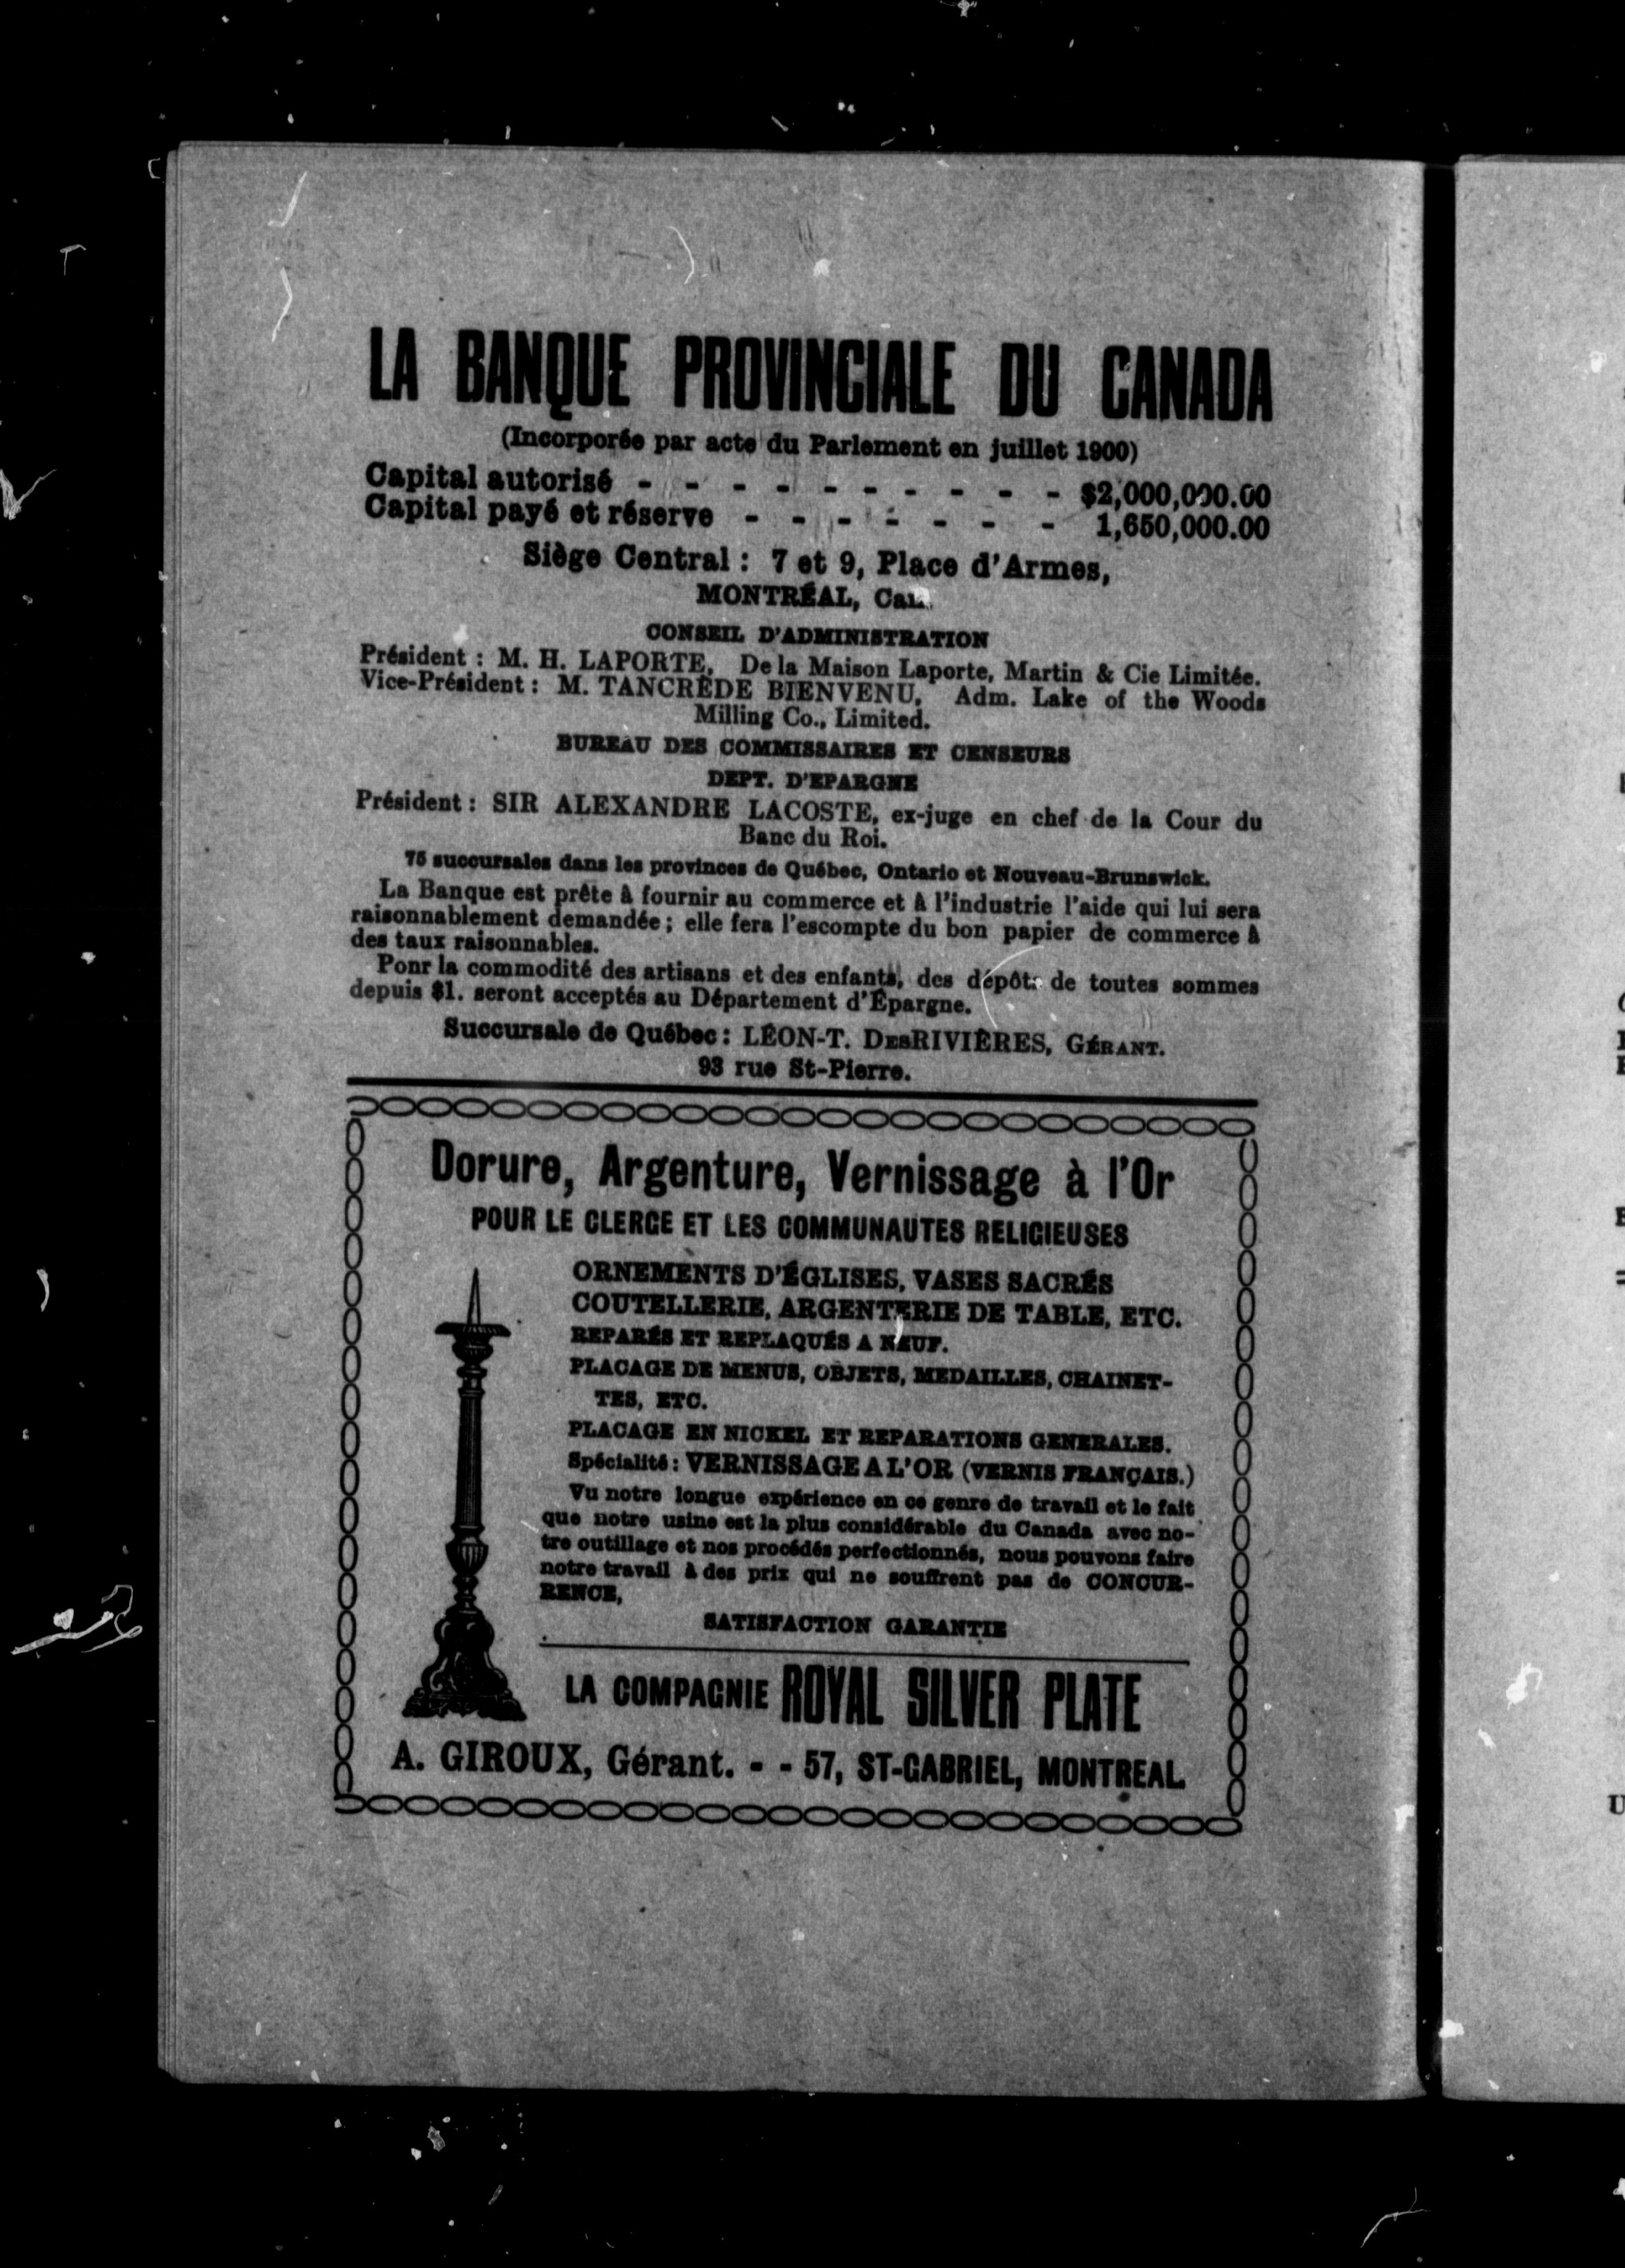 LA BANQUE PROVINCIALE DU CANADA
(Incorporée par acte du Parlement en juillet 1900)
Capital autorisé - - - - - - - - - - $2,000,000.00
Capital payé et réserve - - - - - - - 1,650,000.00
Siège Central : 7 et 9, Place d'Armes,
MONTRÉAL, Can.
CONSEIL D'ADMINISTRATION
Président : M. H. LAPORTE, De la Maison Laporte, Martin & Cie Limitée.
Vice-Président : M. TANCRÈDE BIENVENU, Adm. Lake of the Woods
Milling Co., Limited.
BUREAU DES COMMISSAIRES ET CENSEURS
DEPT. D'EPARGNE
Président : SIR ALEXANDRE LACOSTE, ex-juge en chef de la Cour du
Banc du Roi.
75 succursales dans les provinces de Québec, Ontario et Nouveau-Brunswick.
La Banque est prête à fournir au commerce et à l'industrie l'aide qui lui sera
raisonnablement demandée ; elle fera l'escompte du bon papier de commerce à
des taux raisonnables.
Ponr la commodité des artisans et des enfants, des dépôts de toutes sommes
depuis $1. seront acceptés au Département d'Épargne.
Succursale de Québec : LÉON-T. DESRIVIÈRES, GÉRANT.
93 rue St-Pierre.
Dorure, Argenture, Vernissage à l'Or
POUR LE CLERGE ET LES COMMUNAUTES RELIGIEUSES
ORNEMENTS D'ÉGLISES, VASES SACRÉS
COUTELLERIE, ARGENTERIE DE TABLE, ETC.
REPARÉS ET REPLAQUÉS A NEUF.
PLACAGE DE MENUS, OBJETS, MEDAILLES, CHAINET-
TES, ETC.
PLACAGE EN NICKEL ET REPARATIONS GENERALES.
Spécialité : VERNISSAGE A L'OR (VERNIS FRANÇAIS.)
Vu notre longue expérience en ce genre de travail et le fait
que notre usine est la plus considérable du Canada avec no-
tre outillage et nos procédés perfectionnés, nous pouvons faire
notre travail à des prix qui ne souffrent pas de CONCUR-
RENCE,
SATISFACTION GARANTIE
LA COMPAGNIE ROYAL SILVER PLATE
A. GIROUX, Gérant. - - 57, ST-GABRIEL, MONTREAL.